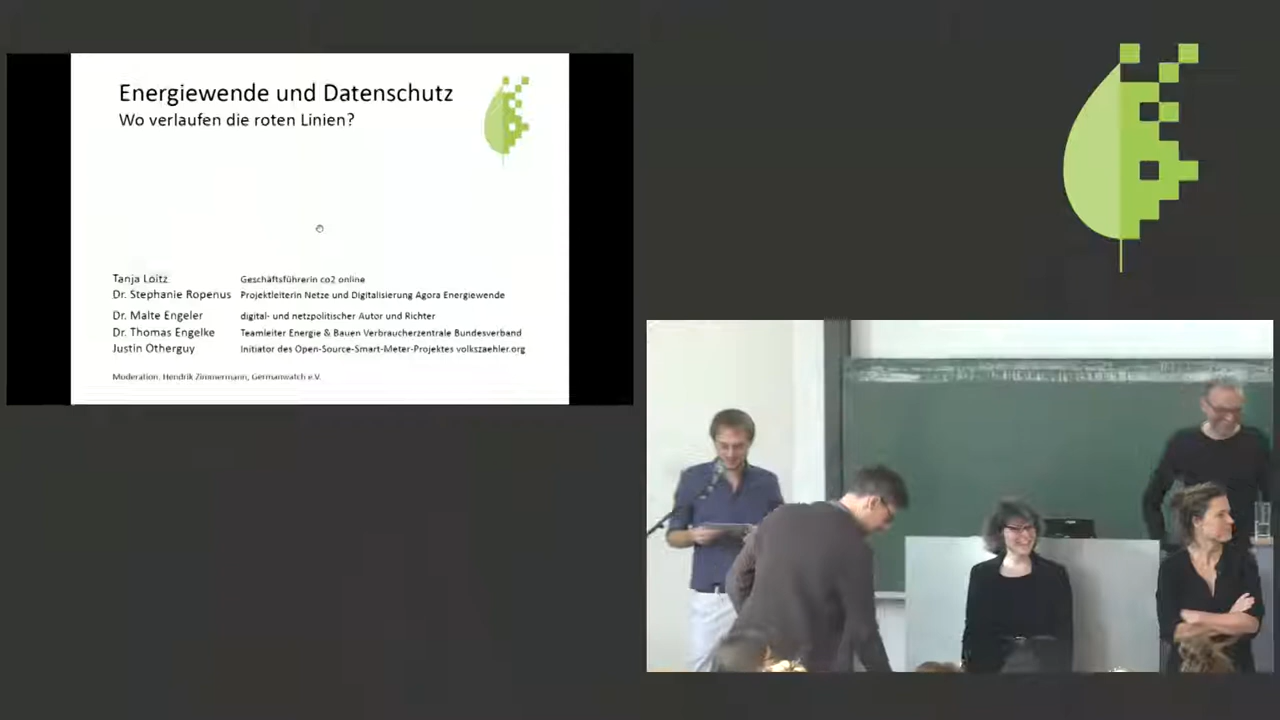 Energiewende und Datenschutz
Wo verlaufen die roten Linien?
Tanja Loitz Geschäftsführerin co2 online
Dr. Stephanie Ropenus Projektleiterin Netze und Digitalisierung Agora Energiewende
Dr. Malte Engeler digital- und netzpolitischer Autor und Richter
Dr. Thomas Engelke Teamleiter Energie & Bauen Verbraucherzentrale Bundesverband
Justin Otherguy Initiator des Open-Source-Smart-Meter-Projektes volkszaehler.org
Moderation: Hendrik Zimmermann, Germanwatch e.V.